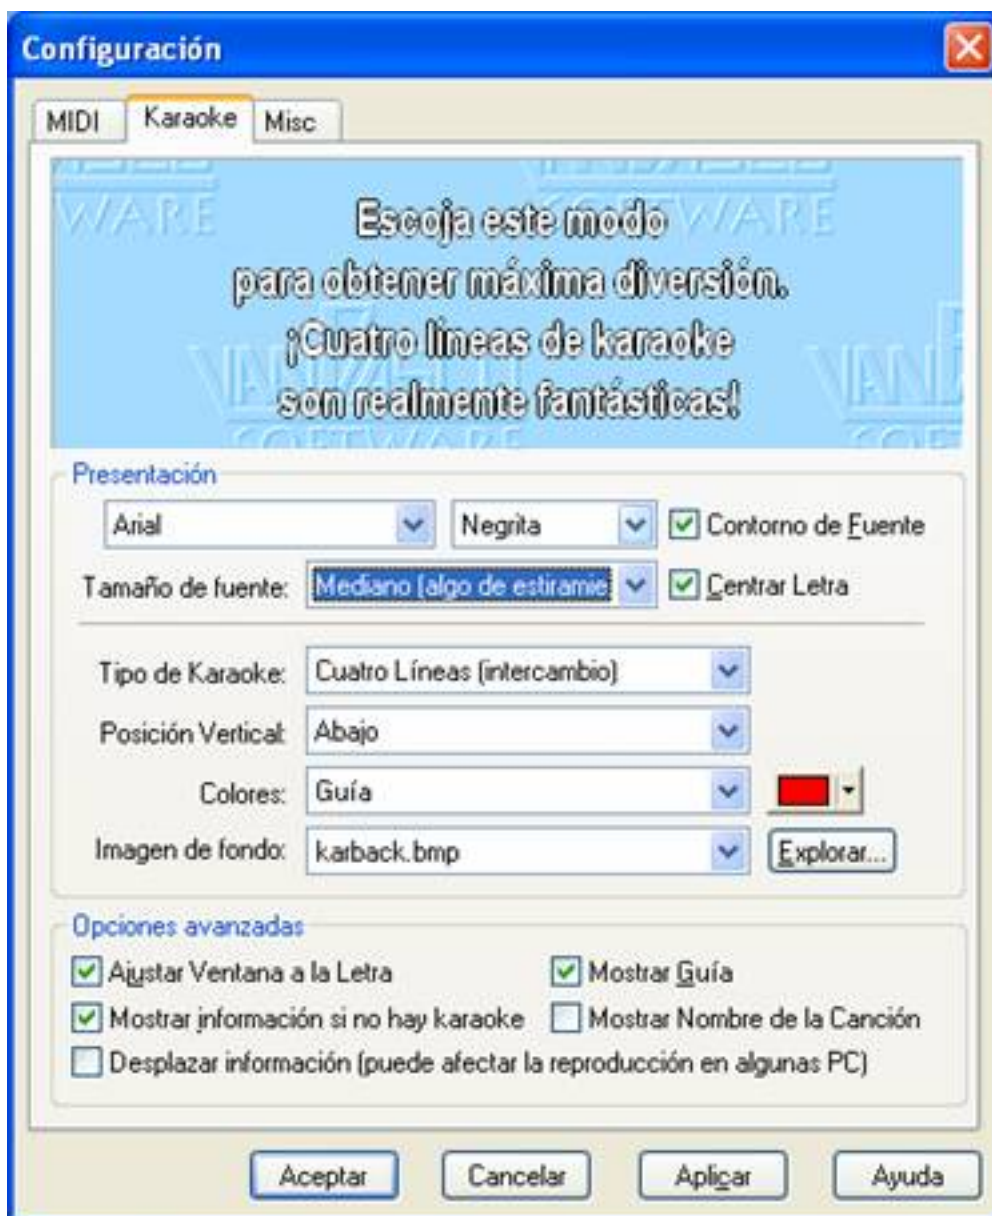 Configuración
MIDI Karaoke Misc
WARE SOFTWARE
Escoja este modo
para obtener máxima diversión.
¡Cuatro líneas de karaoke
son realmente fantásticas!
SOFTWARE
Presentación
Arial Negrita Contorno de Fuente
Tamaño de fuente: Mediano (algo de estiramie Centrar Letra
Tipo de Karaoke: Cuatro Líneas (intercambio)
Posición Vertical: Abajo
Colores: Guía
Imagen de fondo: karback.bmp Explorar...
Opciones avanzadas
Ajustar Ventana a la Letra Mostrar Guía
Mostrar información si no hay karaoke Mostrar Nombre de la Canción
Desplazar información (puede afectar la reproducción en algunas PC)
Aceptar Cancelar Aplicar Ayuda